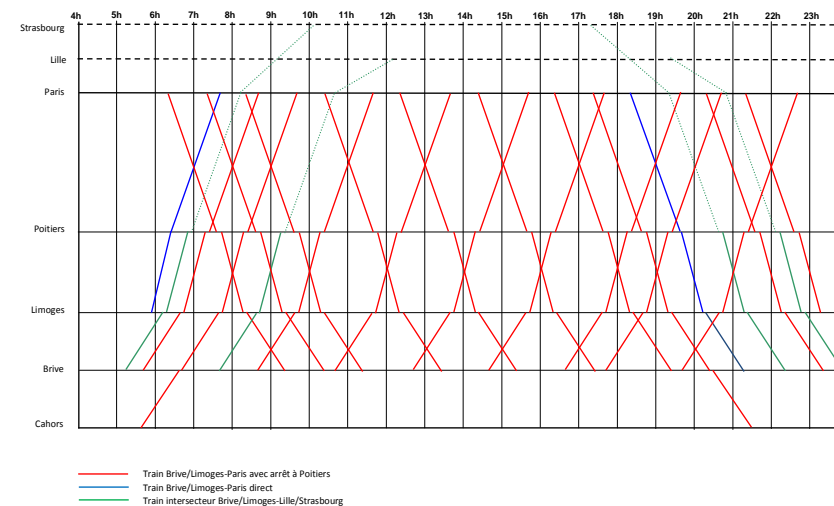 4h 5h 6h 7h 8h 9h 10h 11h 12h 13h 14h 15h 16h 17h 18h 19h 20h 21h 22h 23h
Strasbourg
Lille
Paris
Poitiers
Limoges
Brive
Cahors
Train Brive/Limoges-Paris avec arrêt à Poitiers
Train Brive/Limoges-Paris direct
Train intersecteur Brive/Limoges-Lille/Strasbourg